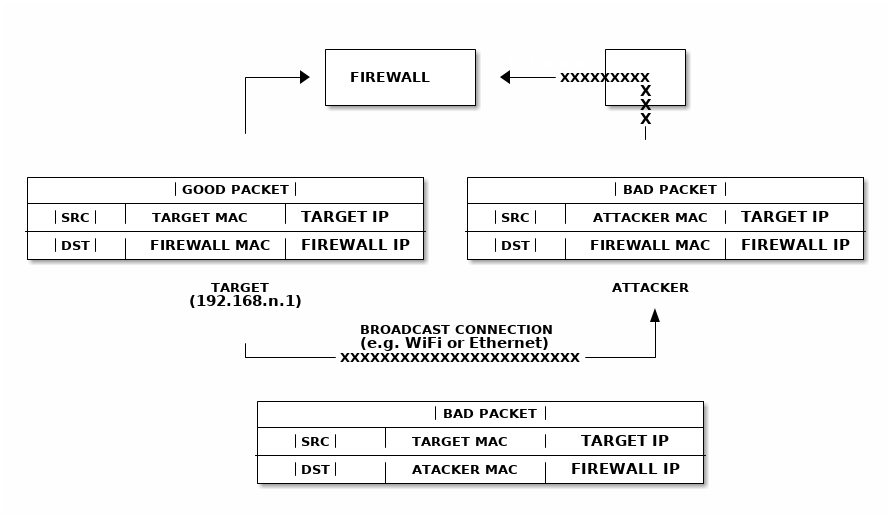 FIREWALL
XXXXXXXXX
X
X
X
GOOD PACKET
SRC TARGET MAC TARGET IP
DST FIREWALL MAC FIREWALL IP
BAD PACKET
SRC ATTACKER MAC TARGET IP
DST FIREWALL MAC FIREWALL IP
TARGET
(192.168.n.1)
ATTACKER
BROADCAST CONNECTION
(e.g. WiFi or Ethernet)
XXXXXXXXXXXXXXXXXXXXXXXX
BAD PACKET
SRC TARGET MAC TARGET IP
DST ATACKER MAC FIREWALL IP